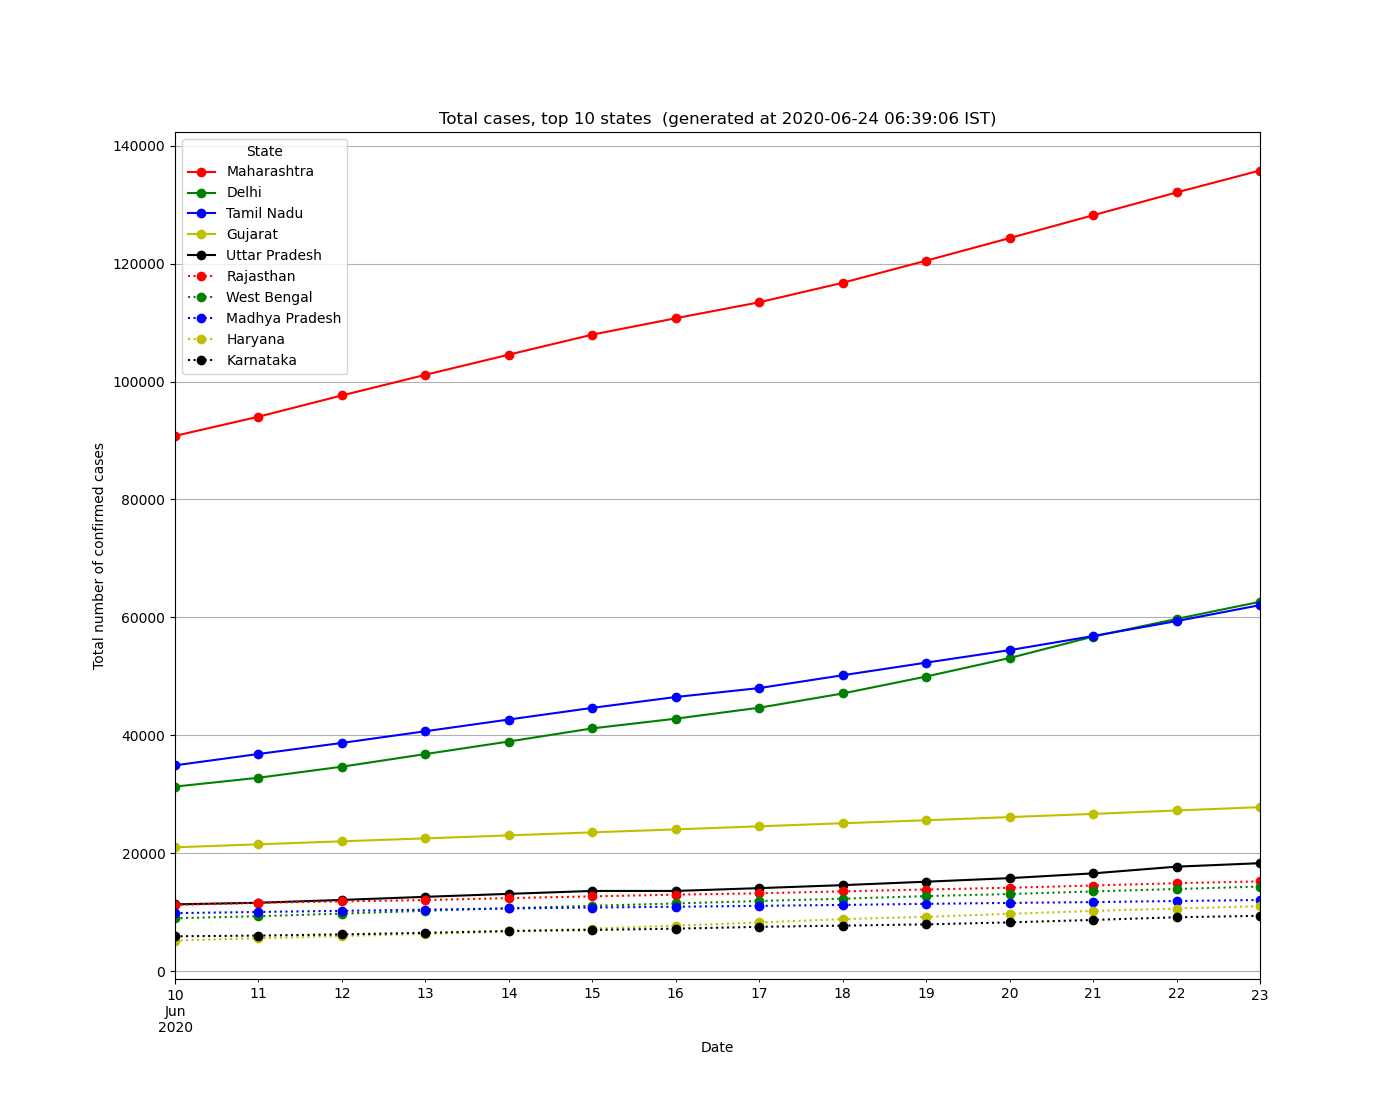 Total cases, top 10 states  (generated at 2020-06-24 06:39:06 IST)
State
Maharashtra
Delhi
Tamil Nadu
Gujarat
Uttar Pradesh
Rajasthan
West Bengal
Madhya Pradesh
Haryana
Karnataka
Total number of confirmed cases
140000
120000
100000
80000
60000
40000
20000
0
10 11 12 13 14 15 16 17 18 19 20 21 22 23
Jun
2020
Date